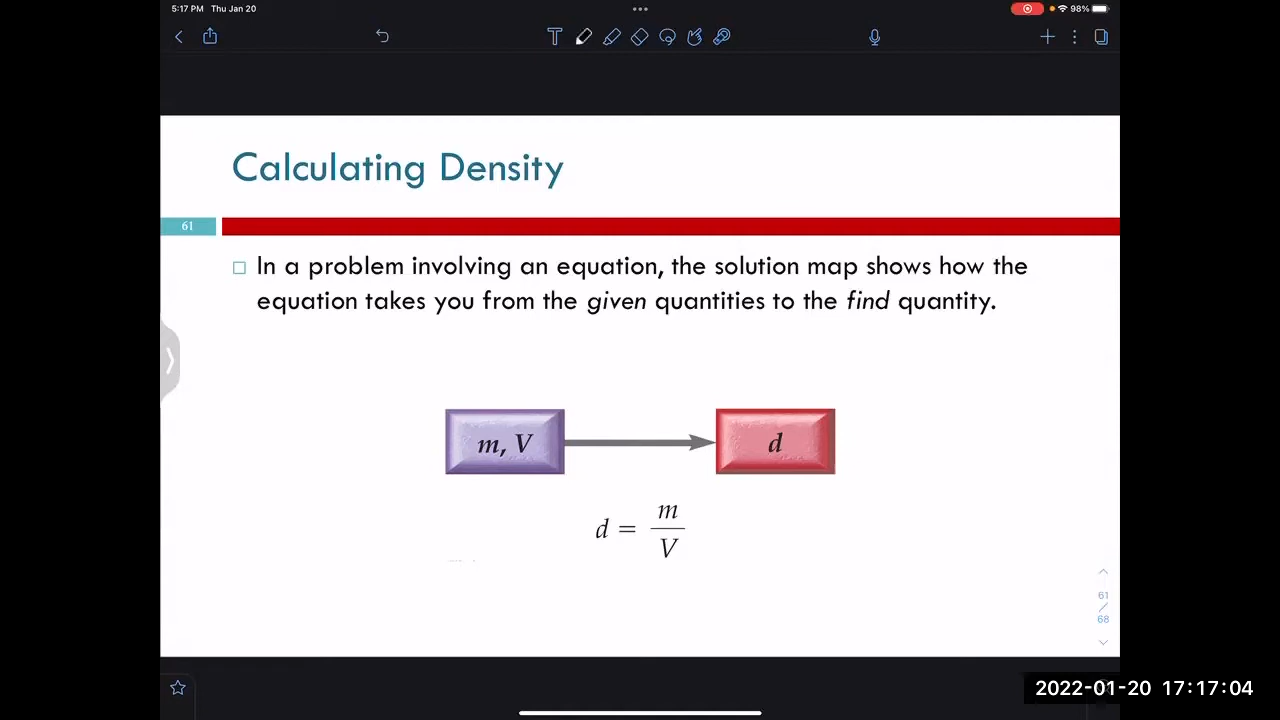 5:17 PM Thu Jan 20
98%
Calculating Density
61
In a problem involving an equation, the solution map shows how the
equation takes you from the given quantities to the find quantity.
m, V
d
d = m
V
61
/
68
2022-01-20 17:17:04